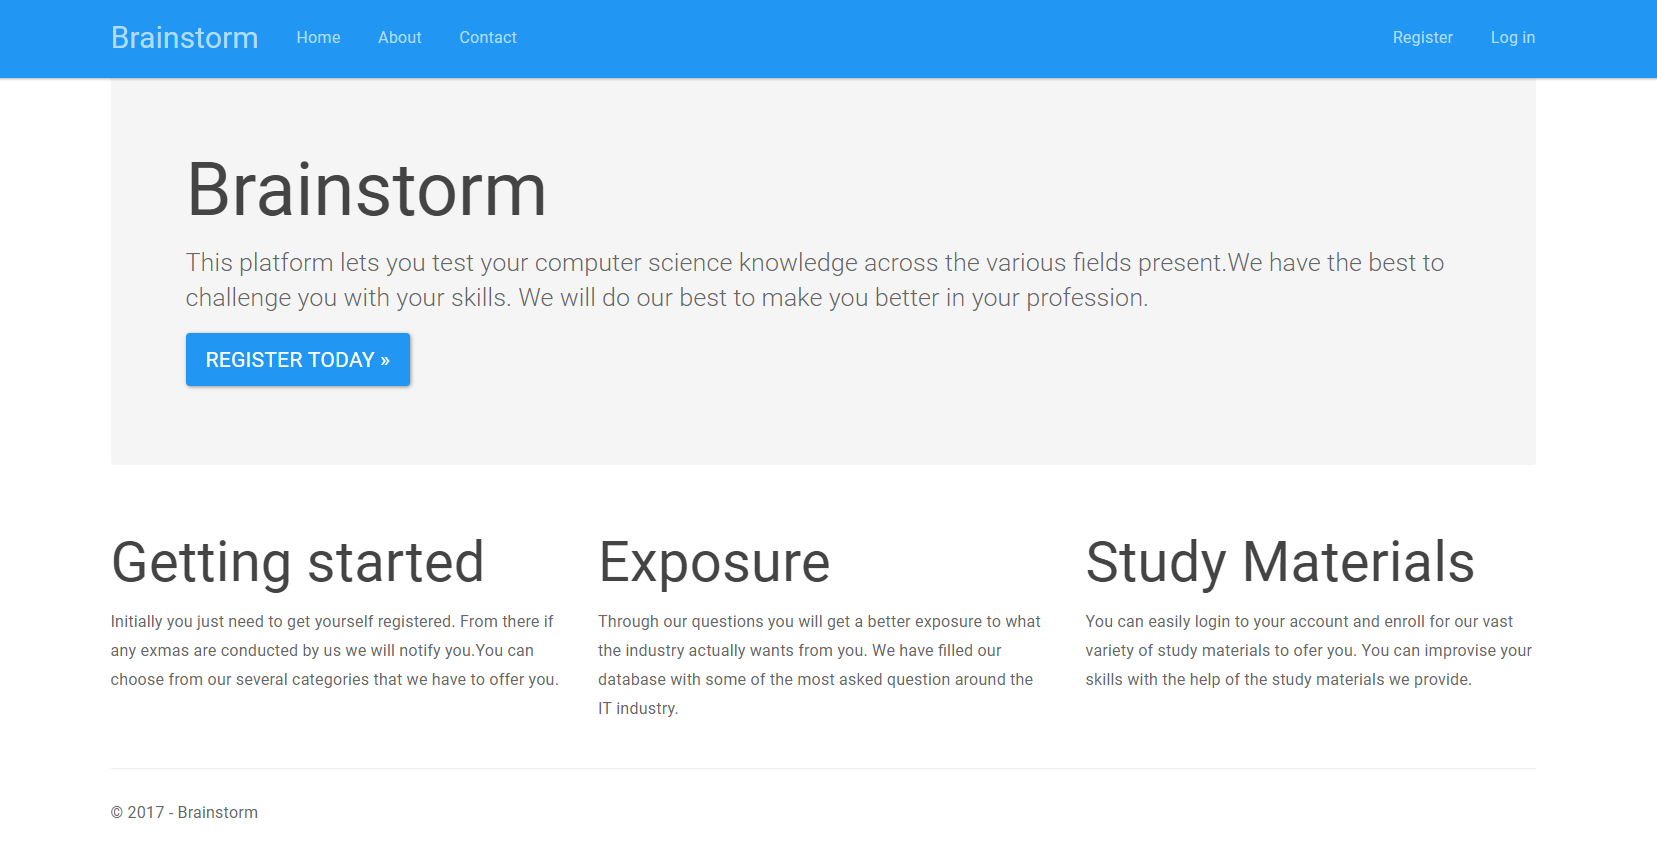 Brainstorm Home About Contact Register Log in
Brainstorm
This platform lets you test your computer science knowledge across the various fields present.We have the best to
challenge you with your skills. We will do our best to make you better in your profession.
REGISTER TODAY »
Getting started
Initially you just need to get yourself registered. From there if
any exmas are conducted by us we will notify you.You can
choose from our several categories that we have to offer you.
Exposure
Through our questions you will get a better exposure to what
the industry actually wants from you. We have filled our
database with some of the most asked question around the
IT industry.
Study Materials
You can easily login to your account and enroll for our vast
variety of study materials to ofer you. You can improvise your
skills with the help of the study materials we provide.
© 2017 - Brainstorm